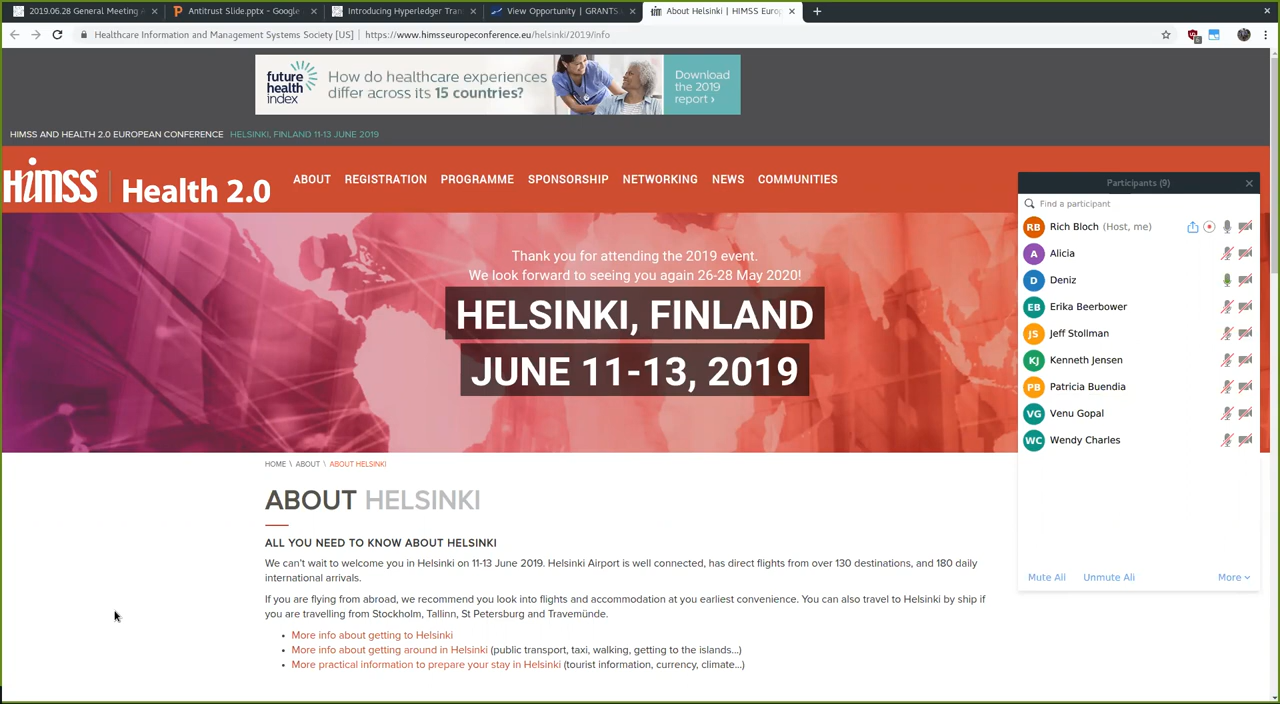 2019.06.28 General Meeting
Antitrust Slide.pptx - Google
Introducing Hyperledger Tran
View Opportunity | GRANTS
About Helsinki | HIMSS Euro
Healthcare Information and Management Systems Society [US] | https://www.himsseuropeconference.eu/helsinki/2019/info
future
health
index
How do healthcare experiences
differ across its 15 countries?
Download
the 2019
report ›
HIMSS AND HEALTH 2.0 EUROPEAN CONFERENCE HELSINKI, FINLAND 11-13 JUNE 2019
HIMSS | Health 2.0
ABOUT REGISTRATION PROGRAMME SPONSORSHIP NETWORKING NEWS COMMUNITIES
Thank you for attending the 2019 event.
We look forward to seeing you again 26-28 May 2020!
HELSINKI, FINLAND
JUNE 11-13, 2019
HOME \ ABOUT \ ABOUT HELSINKI
ABOUT HELSINKI
ALL YOU NEED TO KNOW ABOUT HELSINKI
We can't wait to welcome you in Helsinki on 11-13 June 2019. Helsinki Airport is well connected, has direct flights from over 130 destinations, and 180 daily
international arrivals.
If you are flying from abroad, we recommend you look into flights and accommodation at you earliest convenience. You can also travel to Helsinki by ship if
you are travelling from Stockholm, Tallinn, St Petersburg and Travemünde.
• More info about getting to Helsinki
• More info about getting around in Helsinki (public transport, taxi, walking, getting to the islands...)
• More practical information to prepare your stay in Helsinki (tourist information, currency, climate...)
Participants (9)
Find a participant
RB Rich Bloch (Host, me)
A Alicia
D Deniz
EB Erika Beerbower
JS Jeff Stollman
KJ Kenneth Jensen
PB Patricia Buendia
VG Venu Gopal
WC Wendy Charles
Mute All Unmute All More